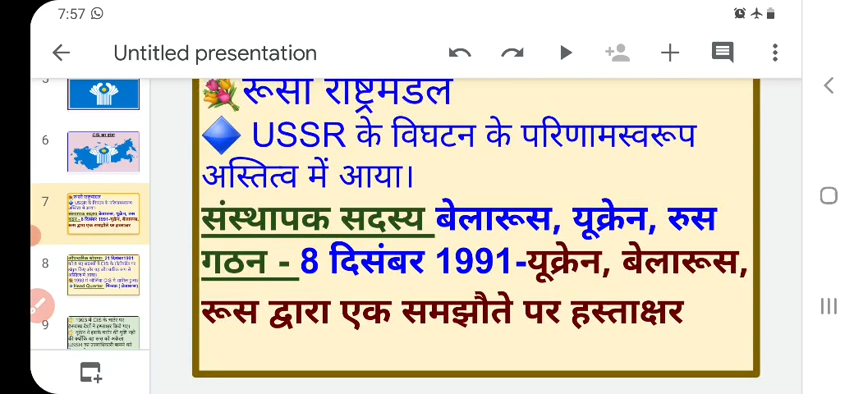 7:57
Untitled presentation
6
7
8
9
💐रूसी राष्ट्रमंडल
🔷 USSR के विघटन के परिणामस्वरूप
अस्तित्व में आया।
संस्थापक सदस्य बेलारूस, यूक्रेन, रुस
गठन - 8 दिसंबर 1991-यूक्रेन, बेलारूस,
रूस द्वारा एक समझौते पर हस्ताक्षर